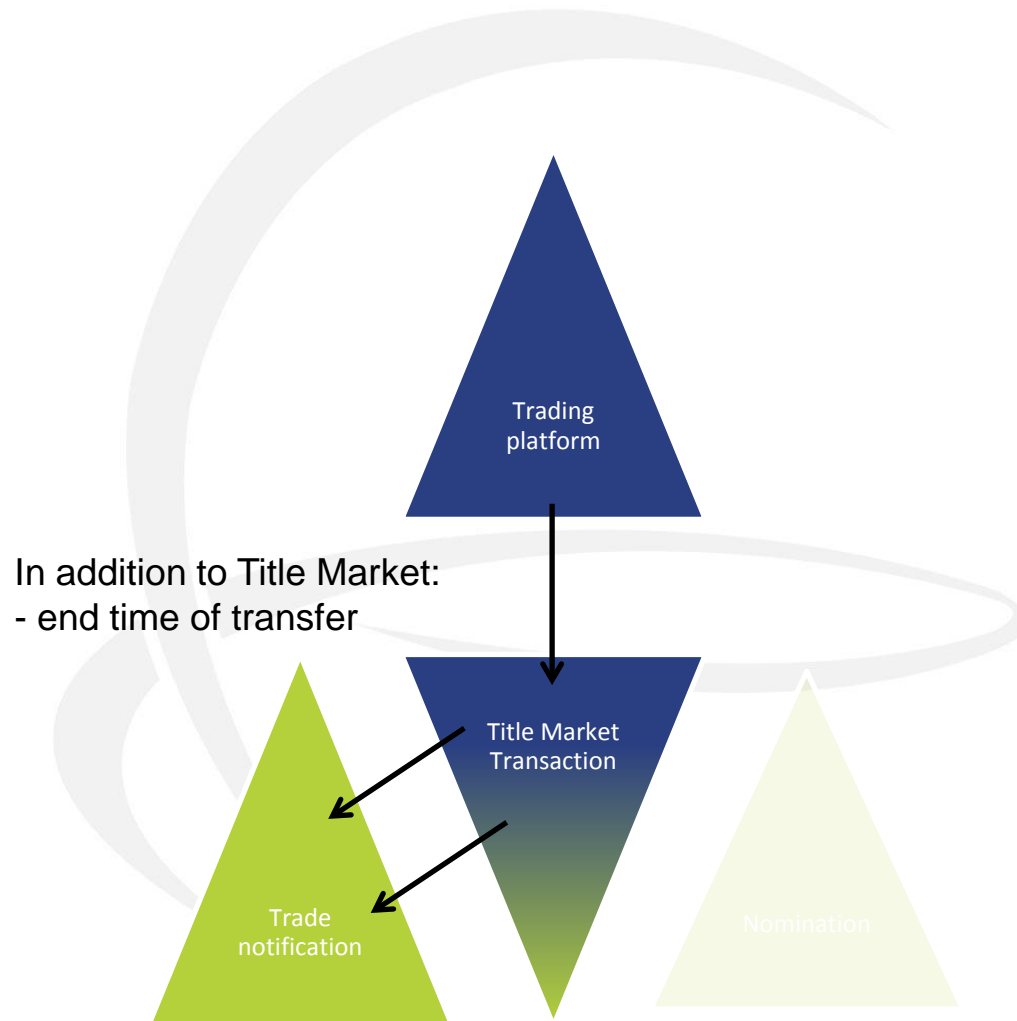 Trading
platform
In addition to Title Market:
- end time of transfer
Title Market
Transaction
Trade
notification
Nomination